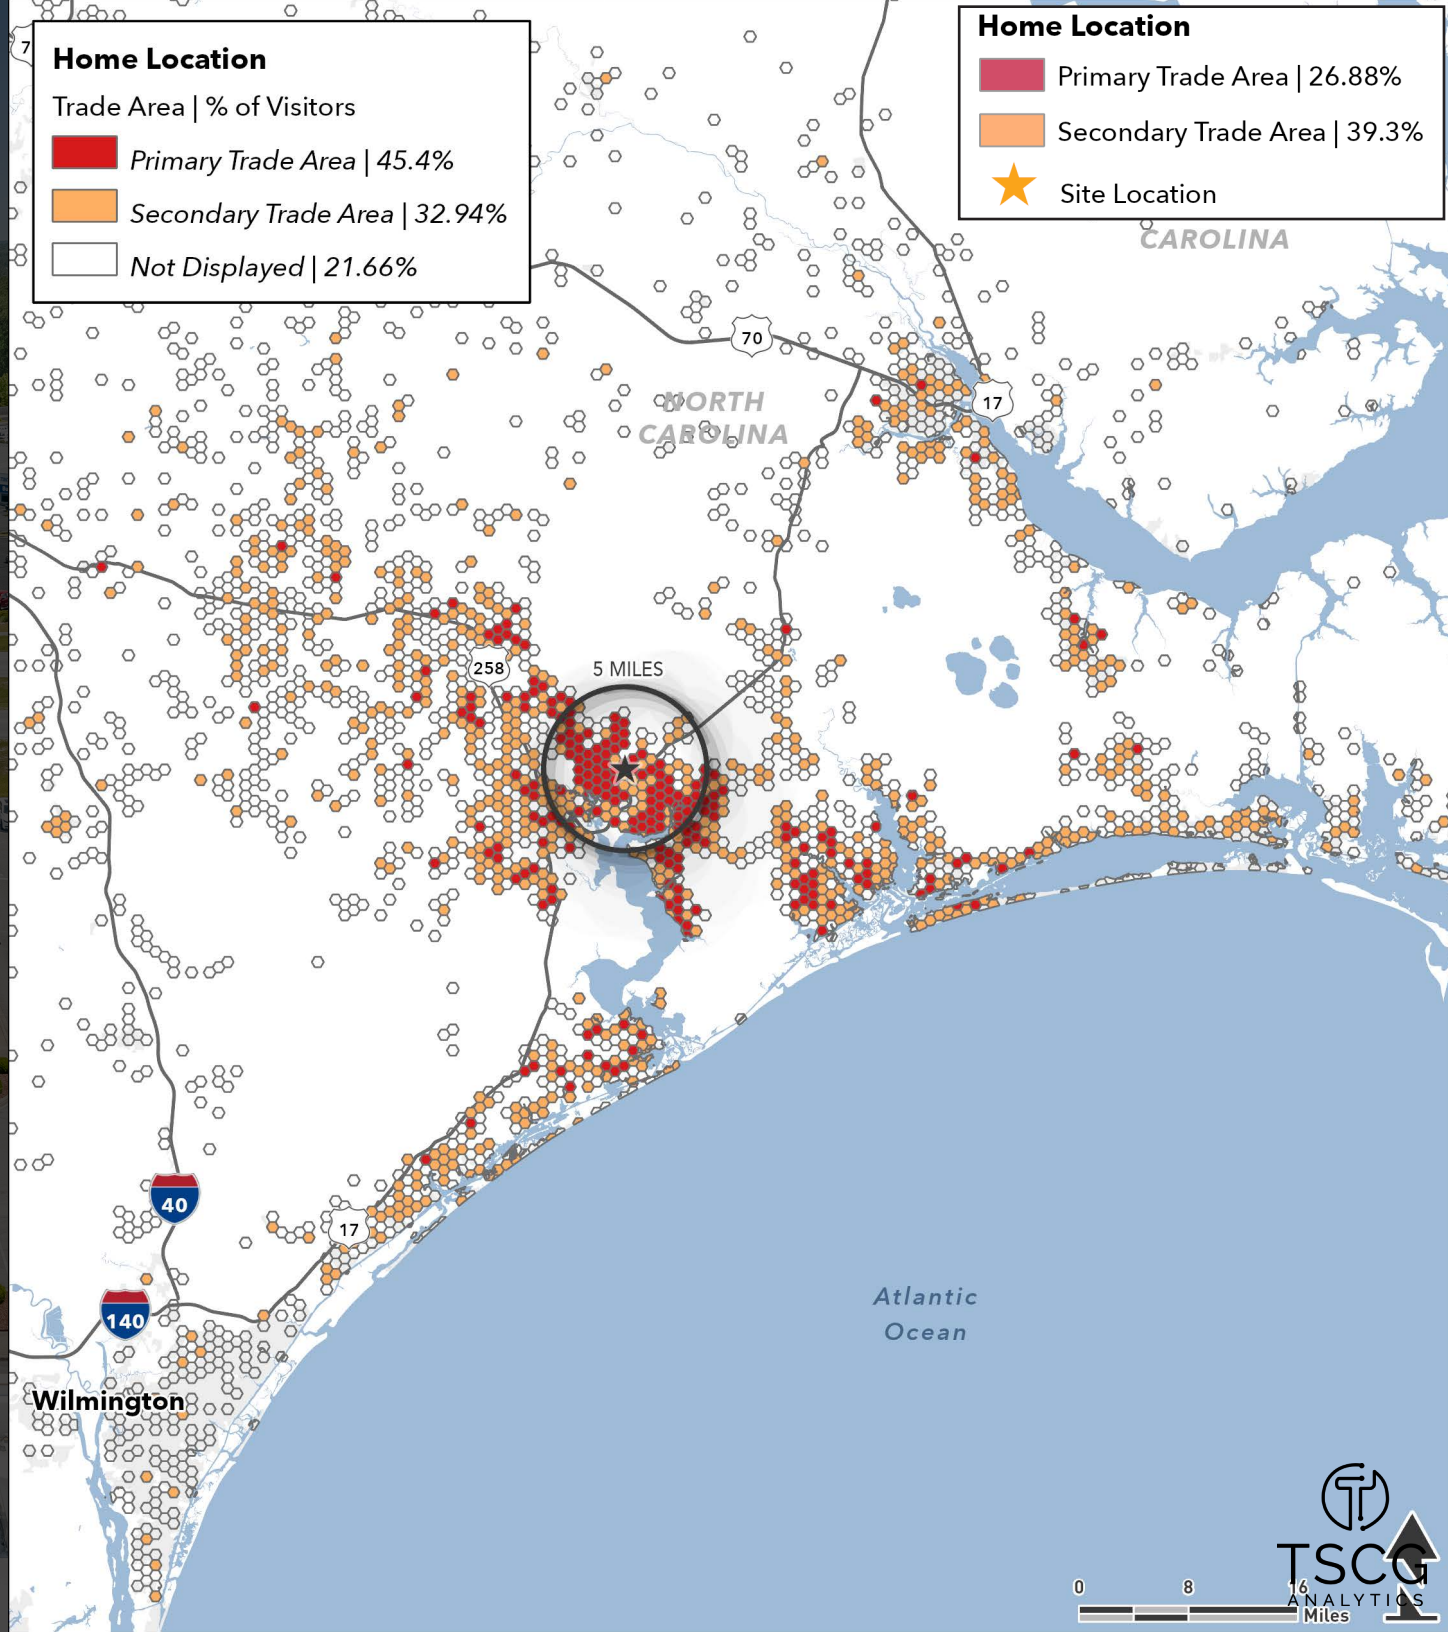 7
Home Location
Trade Area | % of Visitors
Primary Trade Area | 45.4%
Secondary Trade Area | 32.94%
Not Displayed | 21.66%
Home Location
Primary Trade Area | 26.88%
Secondary Trade Area | 39.3%
Site Location
CAROLINA
70
NORTH
CAROLINA
17
258
5 MILES
40
17
140
Atlantic
Ocean
Wilmington
TSCG
ANALYTICS
0 8 16
Miles